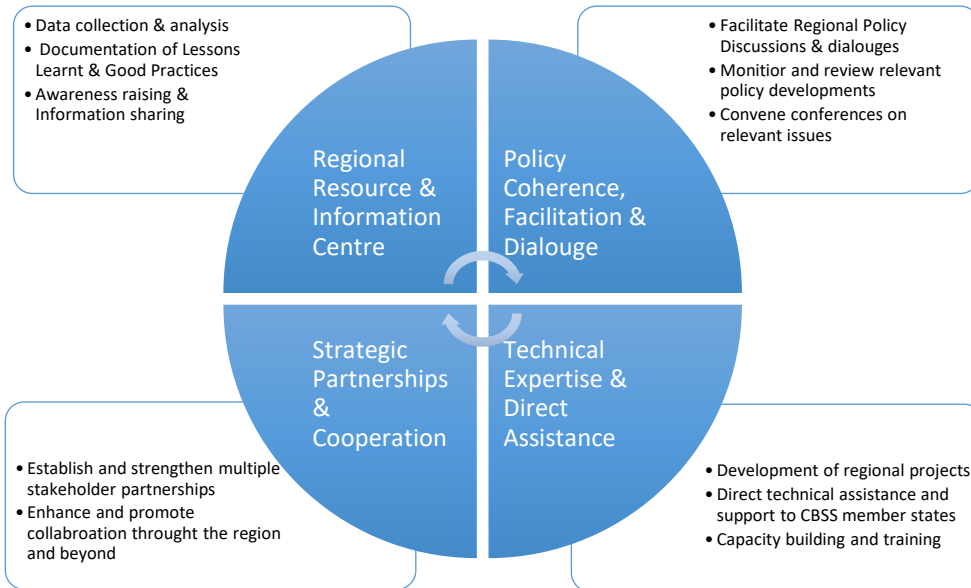 • Data collection & analysis
• Documentation of Lessons
Learnt & Good Practices
• Awareness raising &
Information sharing
• Facilitate Regional Policy
Discussions & dialouges
• Monitior and review relevant
policy developments
• Convene conferences on
relevant issues
Regional
Resource &
Information
Centre
Policy
Coherence,
Facilitation &
Dialouge
Strategic
Partnerships
&
Cooperation
Technical
Expertise &
Direct
Assistance
• Establish and strengthen multiple
stakeholder partnerships
• Enhance and promote
collabroation throught the region
and beyond
• Development of regional projects
• Direct technical assistance and
support to CBSS member states
• Capacity building and training